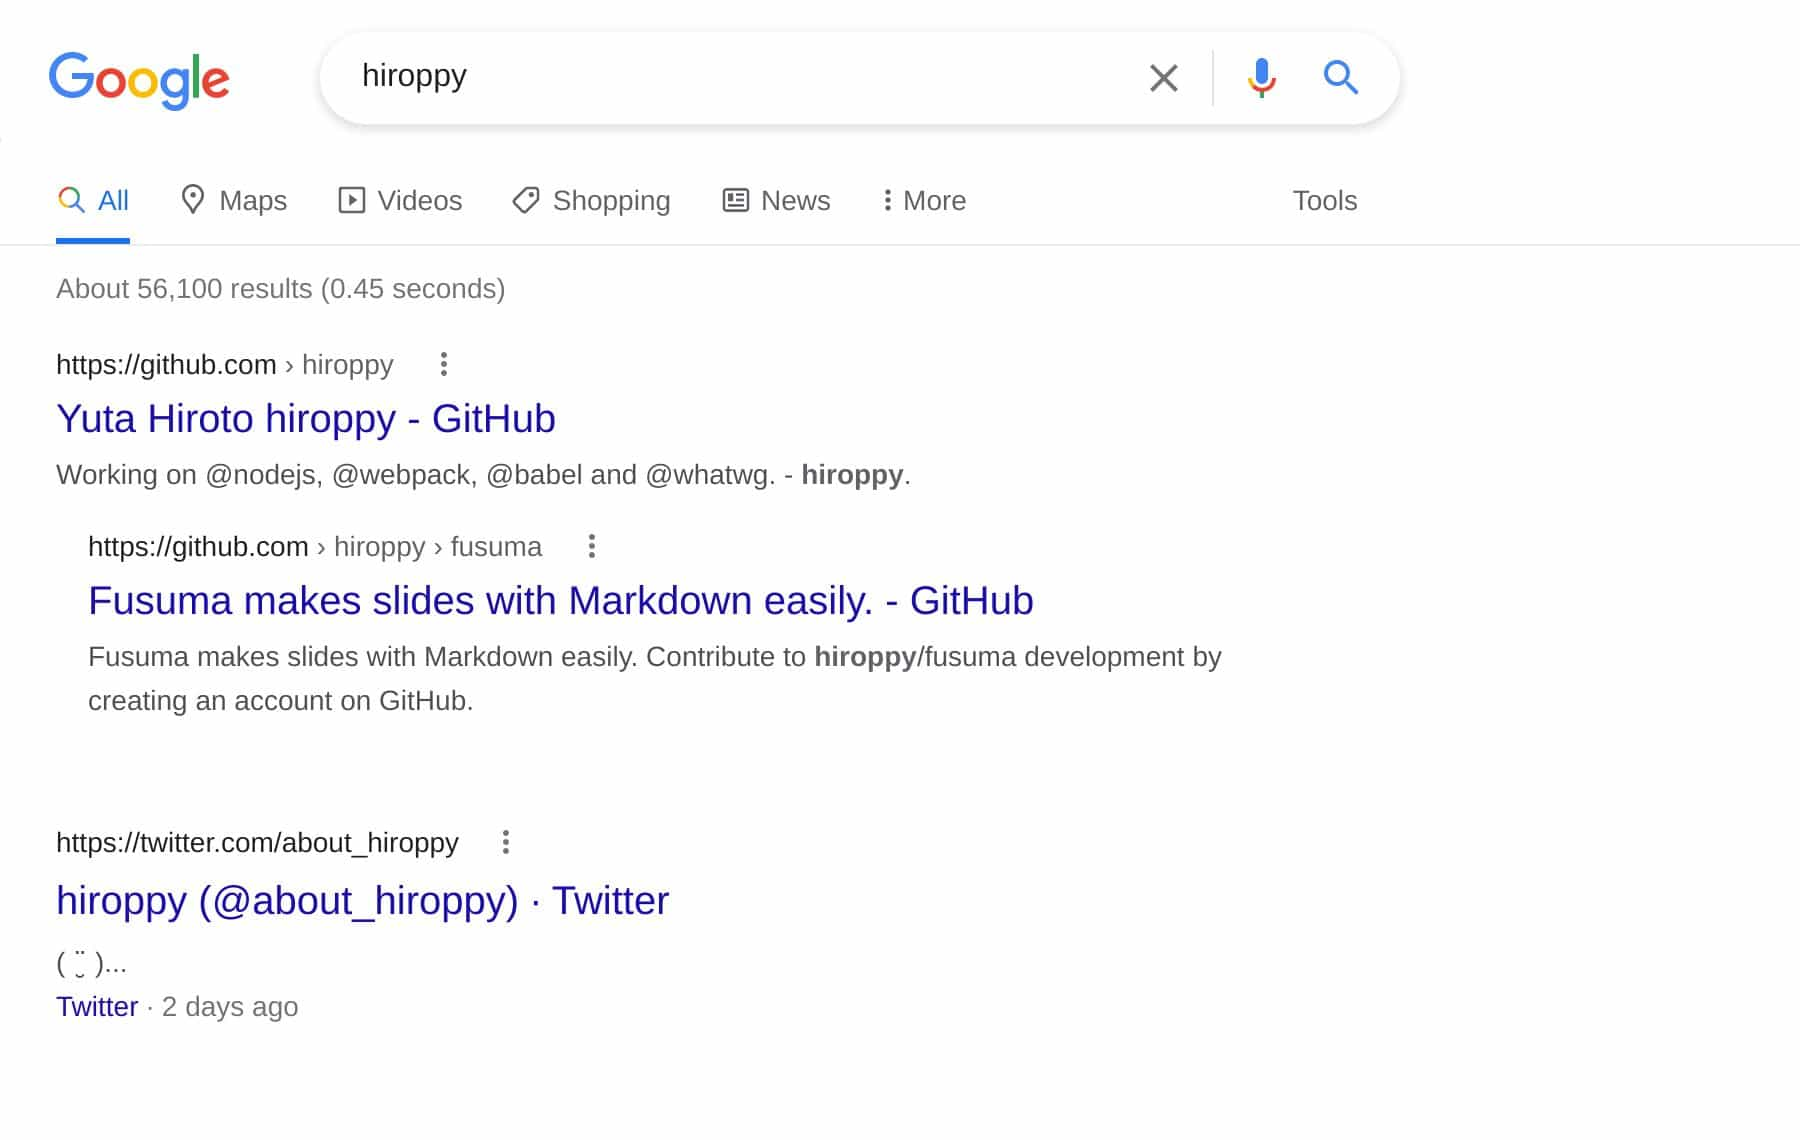 Google
hiroppy
All Maps Videos Shopping News More Tools
About 56,100 results (0.45 seconds)
https://github.com › hiroppy
Yuta Hiroto hiroppy - GitHub
Working on @nodejs, @webpack, @babel and @whatwg. - hiroppy.
https://github.com › hiroppy › fusuma
Fusuma makes slides with Markdown easily. - GitHub
Fusuma makes slides with Markdown easily. Contribute to hiroppy/fusuma development by
creating an account on GitHub.
https://twitter.com/about_hiroppy
hiroppy (@about_hiroppy) · Twitter
( ¨̮ )...
Twitter · 2 days ago